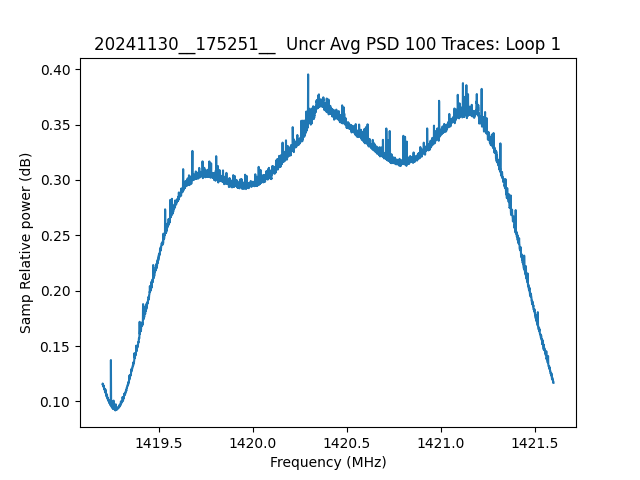 20241130__175251__  Uncr Avg PSD 100 Traces: Loop 1
0.40
0.35
0.30
0.25
0.20
0.15
0.10
Samp Relative power (dB)
1419.5 1420.0 1420.5 1421.0 1421.5
Frequency (MHz)